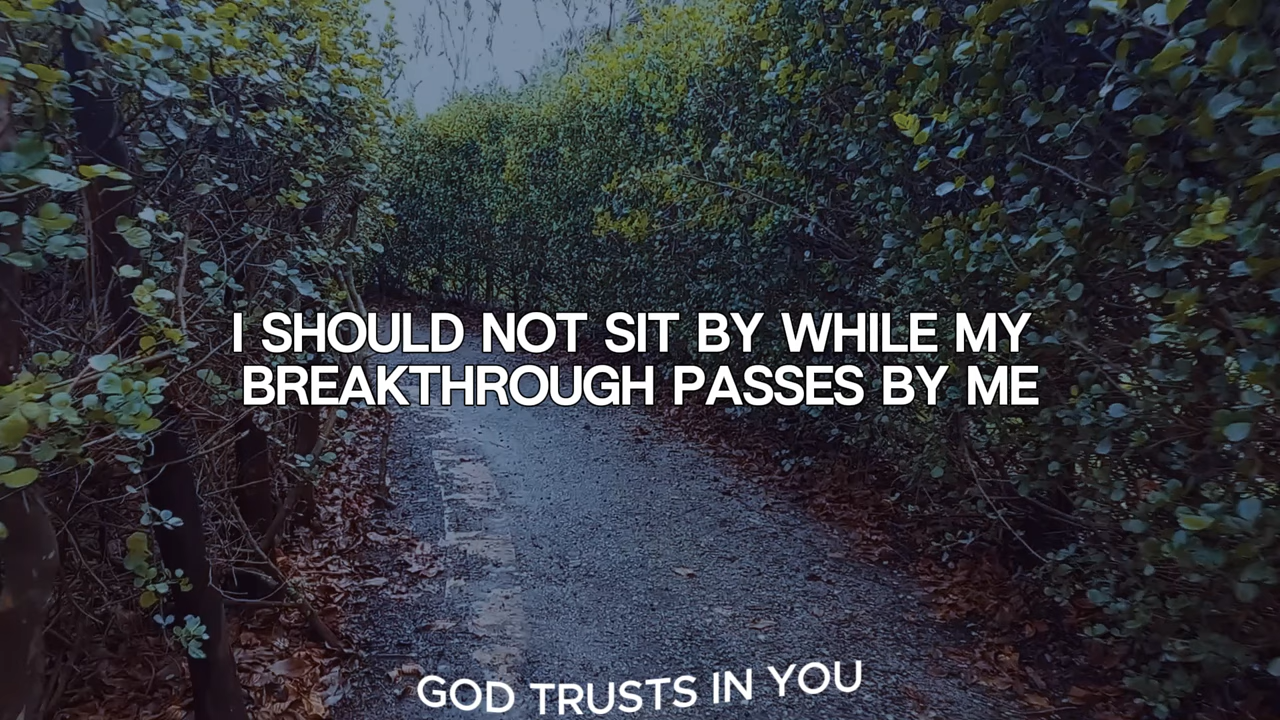 I SHOULD NOT SIT BY WHILE MY
BREAKTHROUGH PASSES BY ME
GOD TRUSTS IN YOU